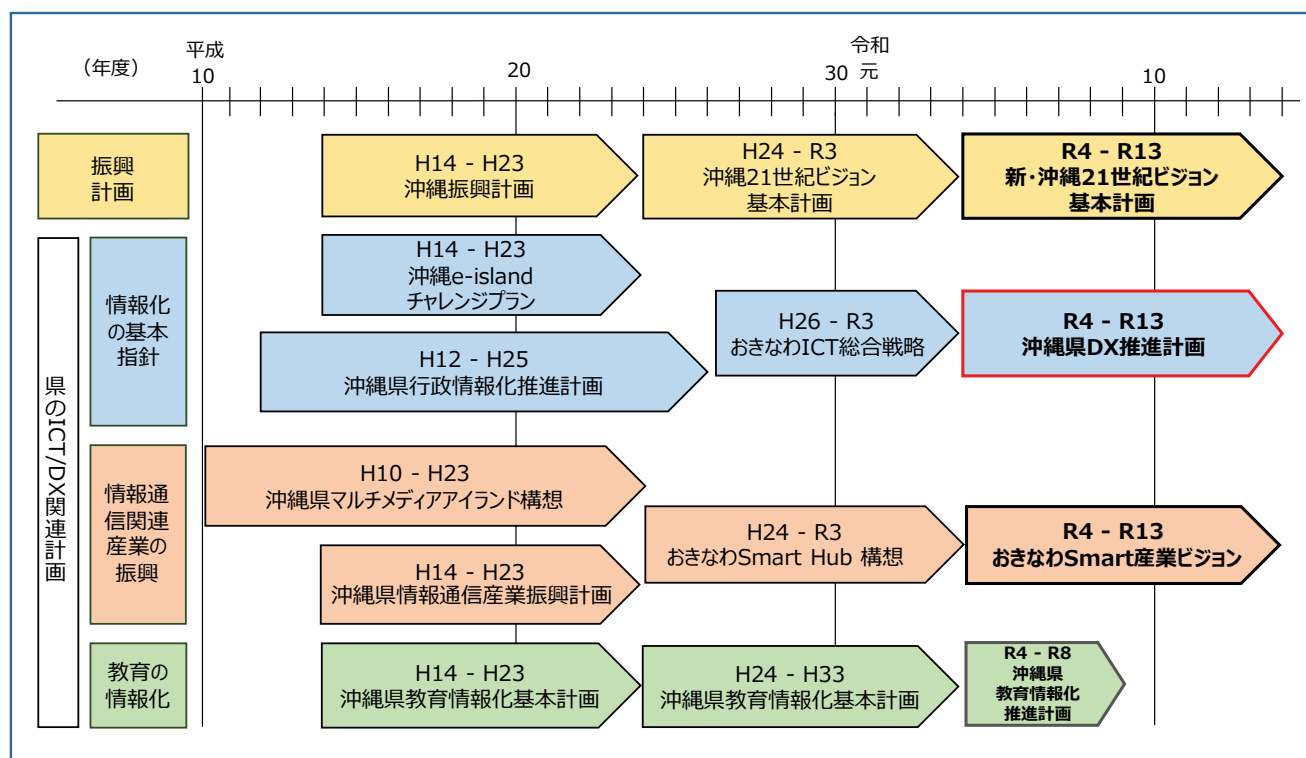 (年度)
平成
10
20
30
令和
元
10
振興
計画
H14 - H23
沖縄振興計画
H24 - R3
沖縄21世紀ビジョン
基本計画
R4 - R13
新・沖縄21世紀ビジョン
基本計画
県のICT/DX関連計画
情報化
の基本
指針
H14 - H23
沖縄e-island
チャレンジプラン
H12 - H25
沖縄県行政情報化推進計画
H26 - R3
おきなわICT総合戦略
R4 - R13
沖縄県DX推進計画
情報通
信関連
産業の
振興
H10 - H23
沖縄県マルチメディアアイランド構想
H14 - H23
沖縄県情報通信産業振興計画
H24 - R3
おきなわSmart Hub 構想
R4 - R13
おきなわSmart産業ビジョン
教育の
情報化
H14 - H23
沖縄県教育情報化基本計画
H24 - H33
沖縄県教育情報化基本計画
R4 - R8
沖縄県
教育情報化
推進計画